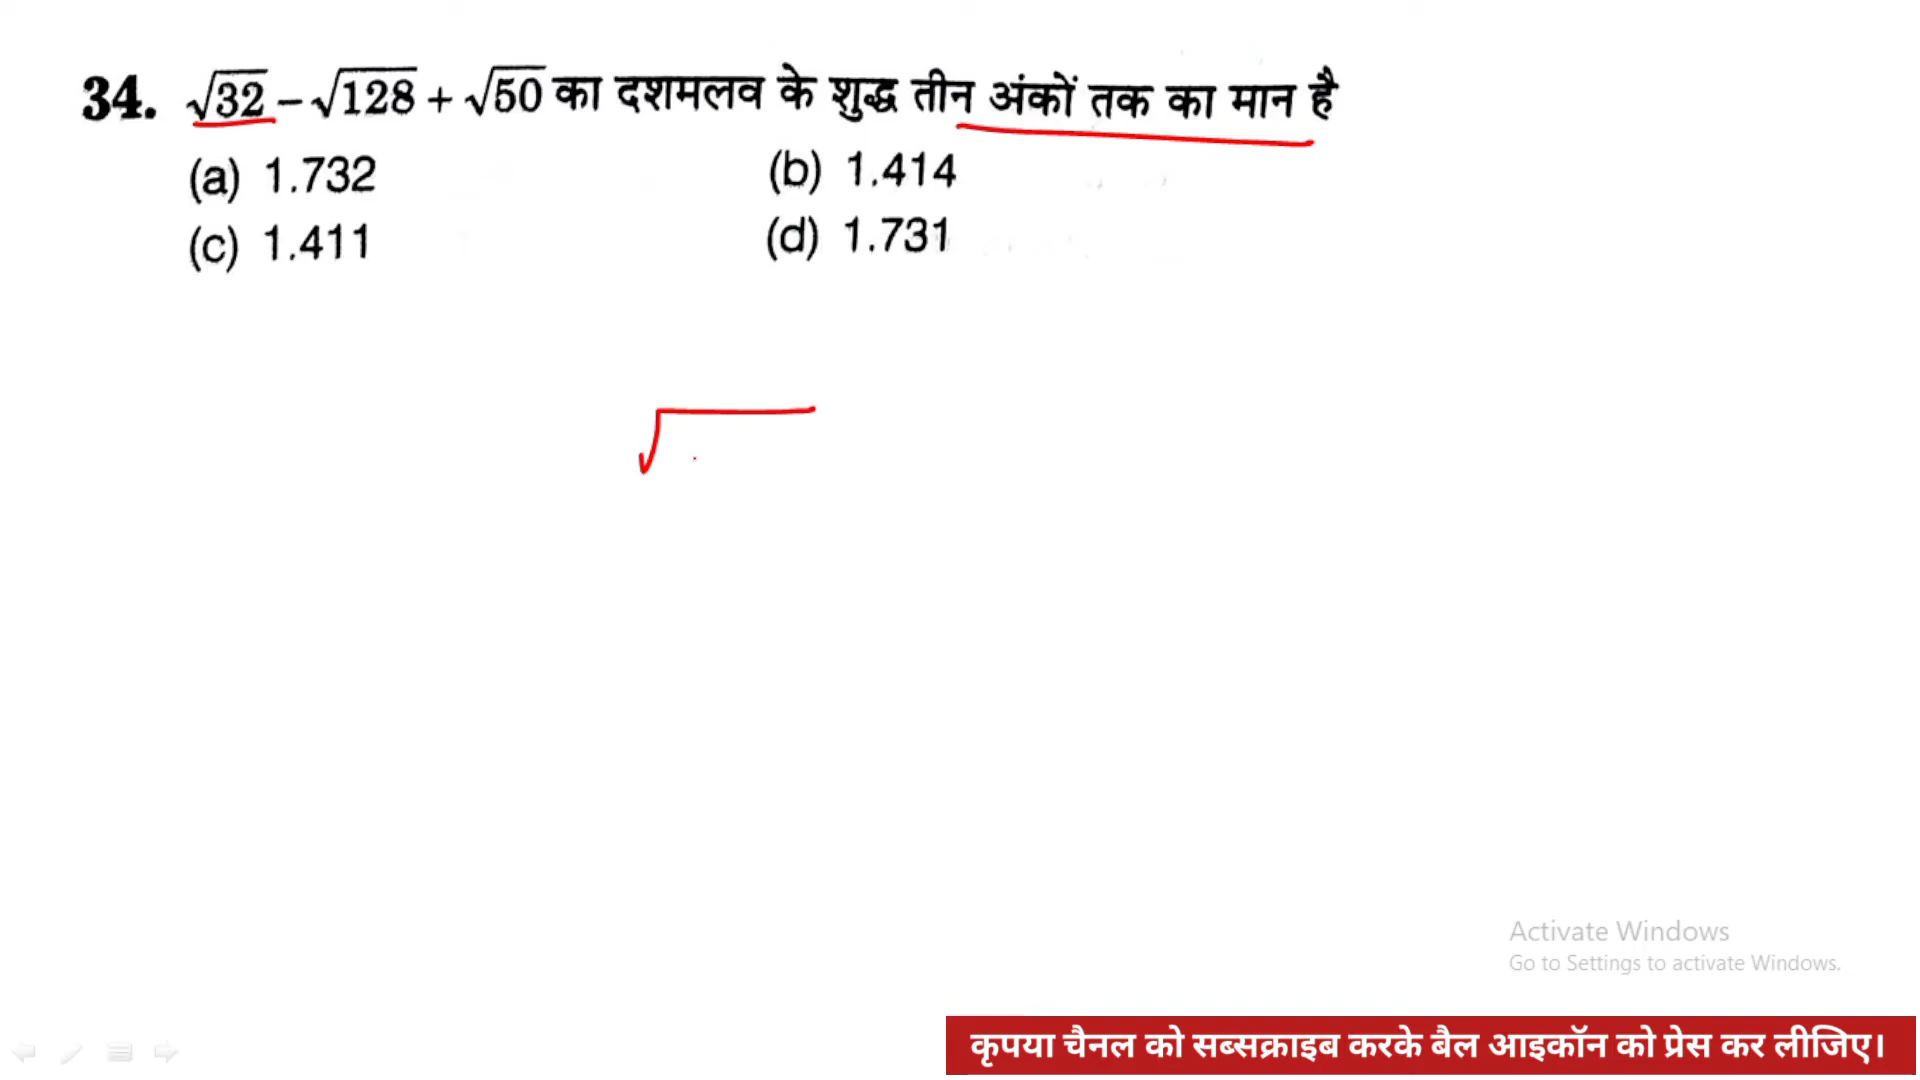 34. √32 – √128 + √50 का दशमलव के शुद्ध तीन अंकों तक का मान है
(a) 1.732 (b) 1.414
(c) 1.411 (d) 1.731
√
Activate Windows
Go to Settings to activate Windows.
कृपया चैनल को सब्सक्राइब करके बैल आइकॉन को प्रेस कर लीजिए।